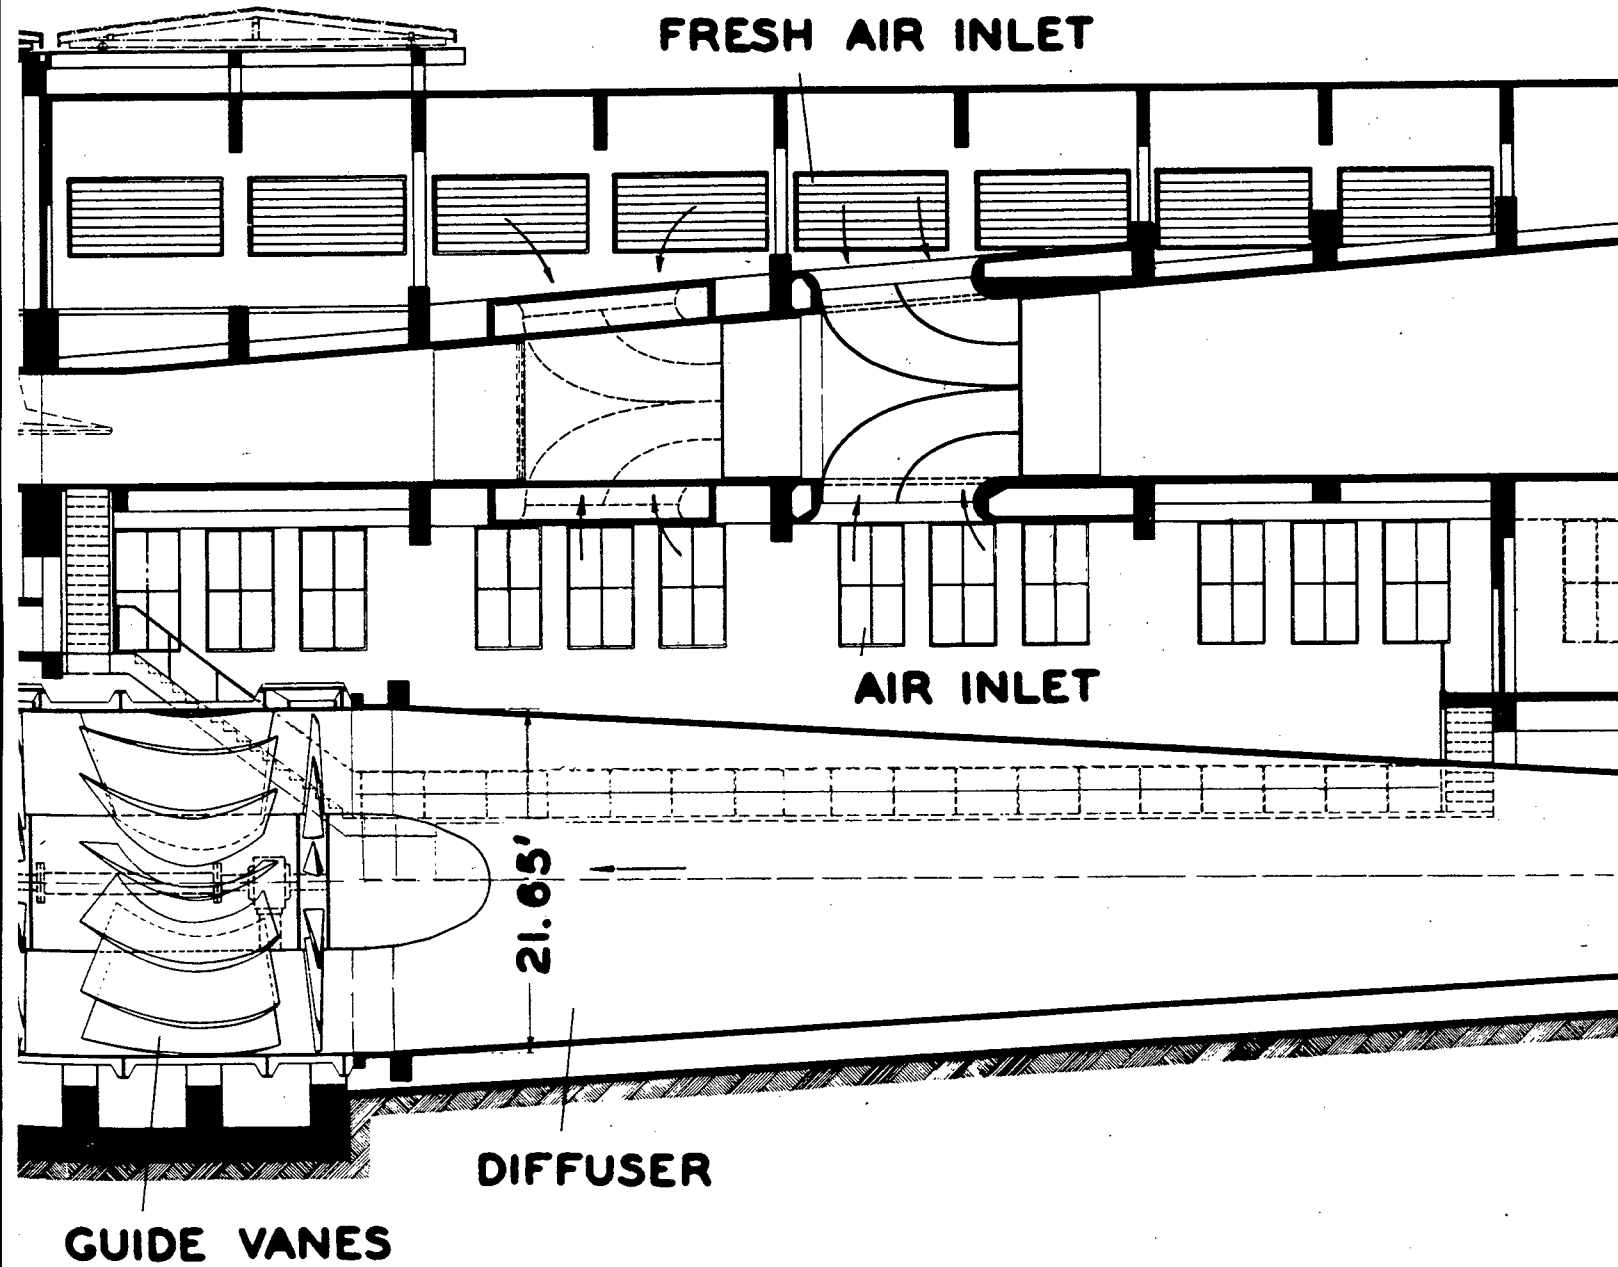 FRESH AIR INLET
AIR INLET
21.65'
DIFFUSER
GUIDE VANES